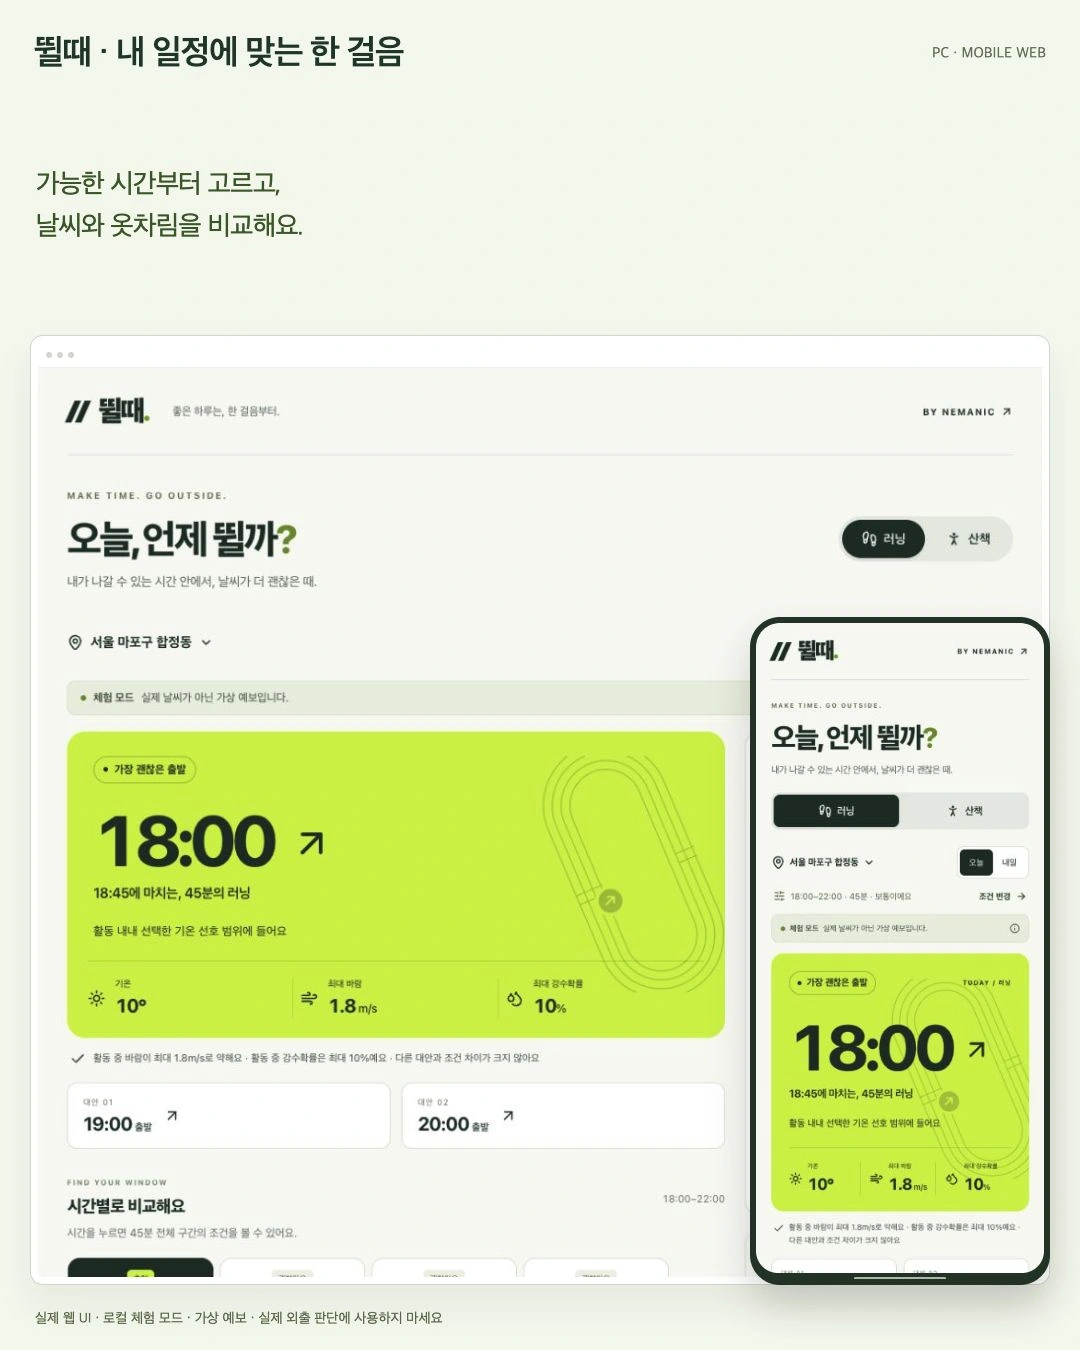 뛸때 · 내 일정에 맞는 한 걸음
PC · MOBILE WEB
가능한 시간부터 고르고,
날씨와 옷차림을 비교해요.
// 뛸때.
좋은 하루는, 한 걸음부터.
BY NEMANIC
MAKE TIME. GO OUTSIDE.
오늘, 언제 뛸까?
러닝
산책
내가 나갈 수 있는 시간 안에서, 날씨가 더 괜찮은 때.
서울 마포구 합정동
체험 모드 실제 날씨가 아닌 가상 예보입니다.
가장 괜찮은 출발
18:00
18:45에 마치는, 45분의 러닝
활동 내내 선택한 기온 선호 범위에 들어요
기온
10°
최대 바람
1.8 m/s
최대 강수확률
10%
활동 중 바람이 최대 1.8m/s로 약해요 · 활동 중 강수확률은 최대 10%예요 · 다른 대안과 조건 차이가 크지 않아요
대안 01
19:00 출발
대안 02
20:00 출발
FIND YOUR WINDOW
시간별로 비교해요
18:00–22:00
시간을 누르면 45분 전체 구간의 조건을 볼 수 있어요.
// 뛸때.
BY NEMANIC
MAKE TIME. GO OUTSIDE.
오늘, 언제 뛸까?
내가 나갈 수 있는 시간 안에서, 날씨가 더 괜찮은 때.
러닝
산책
서울 마포구 합정동
오늘
내일
18:00–22:00 · 45분 · 보통이에요
조건 변경
체험 모드 실제 날씨가 아닌 가상 예보입니다.
가장 괜찮은 출발
TODAY / 러닝
18:00
18:45에 마치는, 45분의 러닝
활동 내내 선택한 기온 선호 범위에 들어요
기온
10°
최대 바람
1.8 m/s
최대 강수확률
10%
활동 중 바람이 최대 1.8m/s로 약해요 · 활동 중 강수확률은 최대 10%예요 ·
다른 대안과 조건 차이가 크지 않아요
실제 웹 UI · 로컬 체험 모드 · 가상 예보 · 실제 외출 판단에 사용하지 마세요